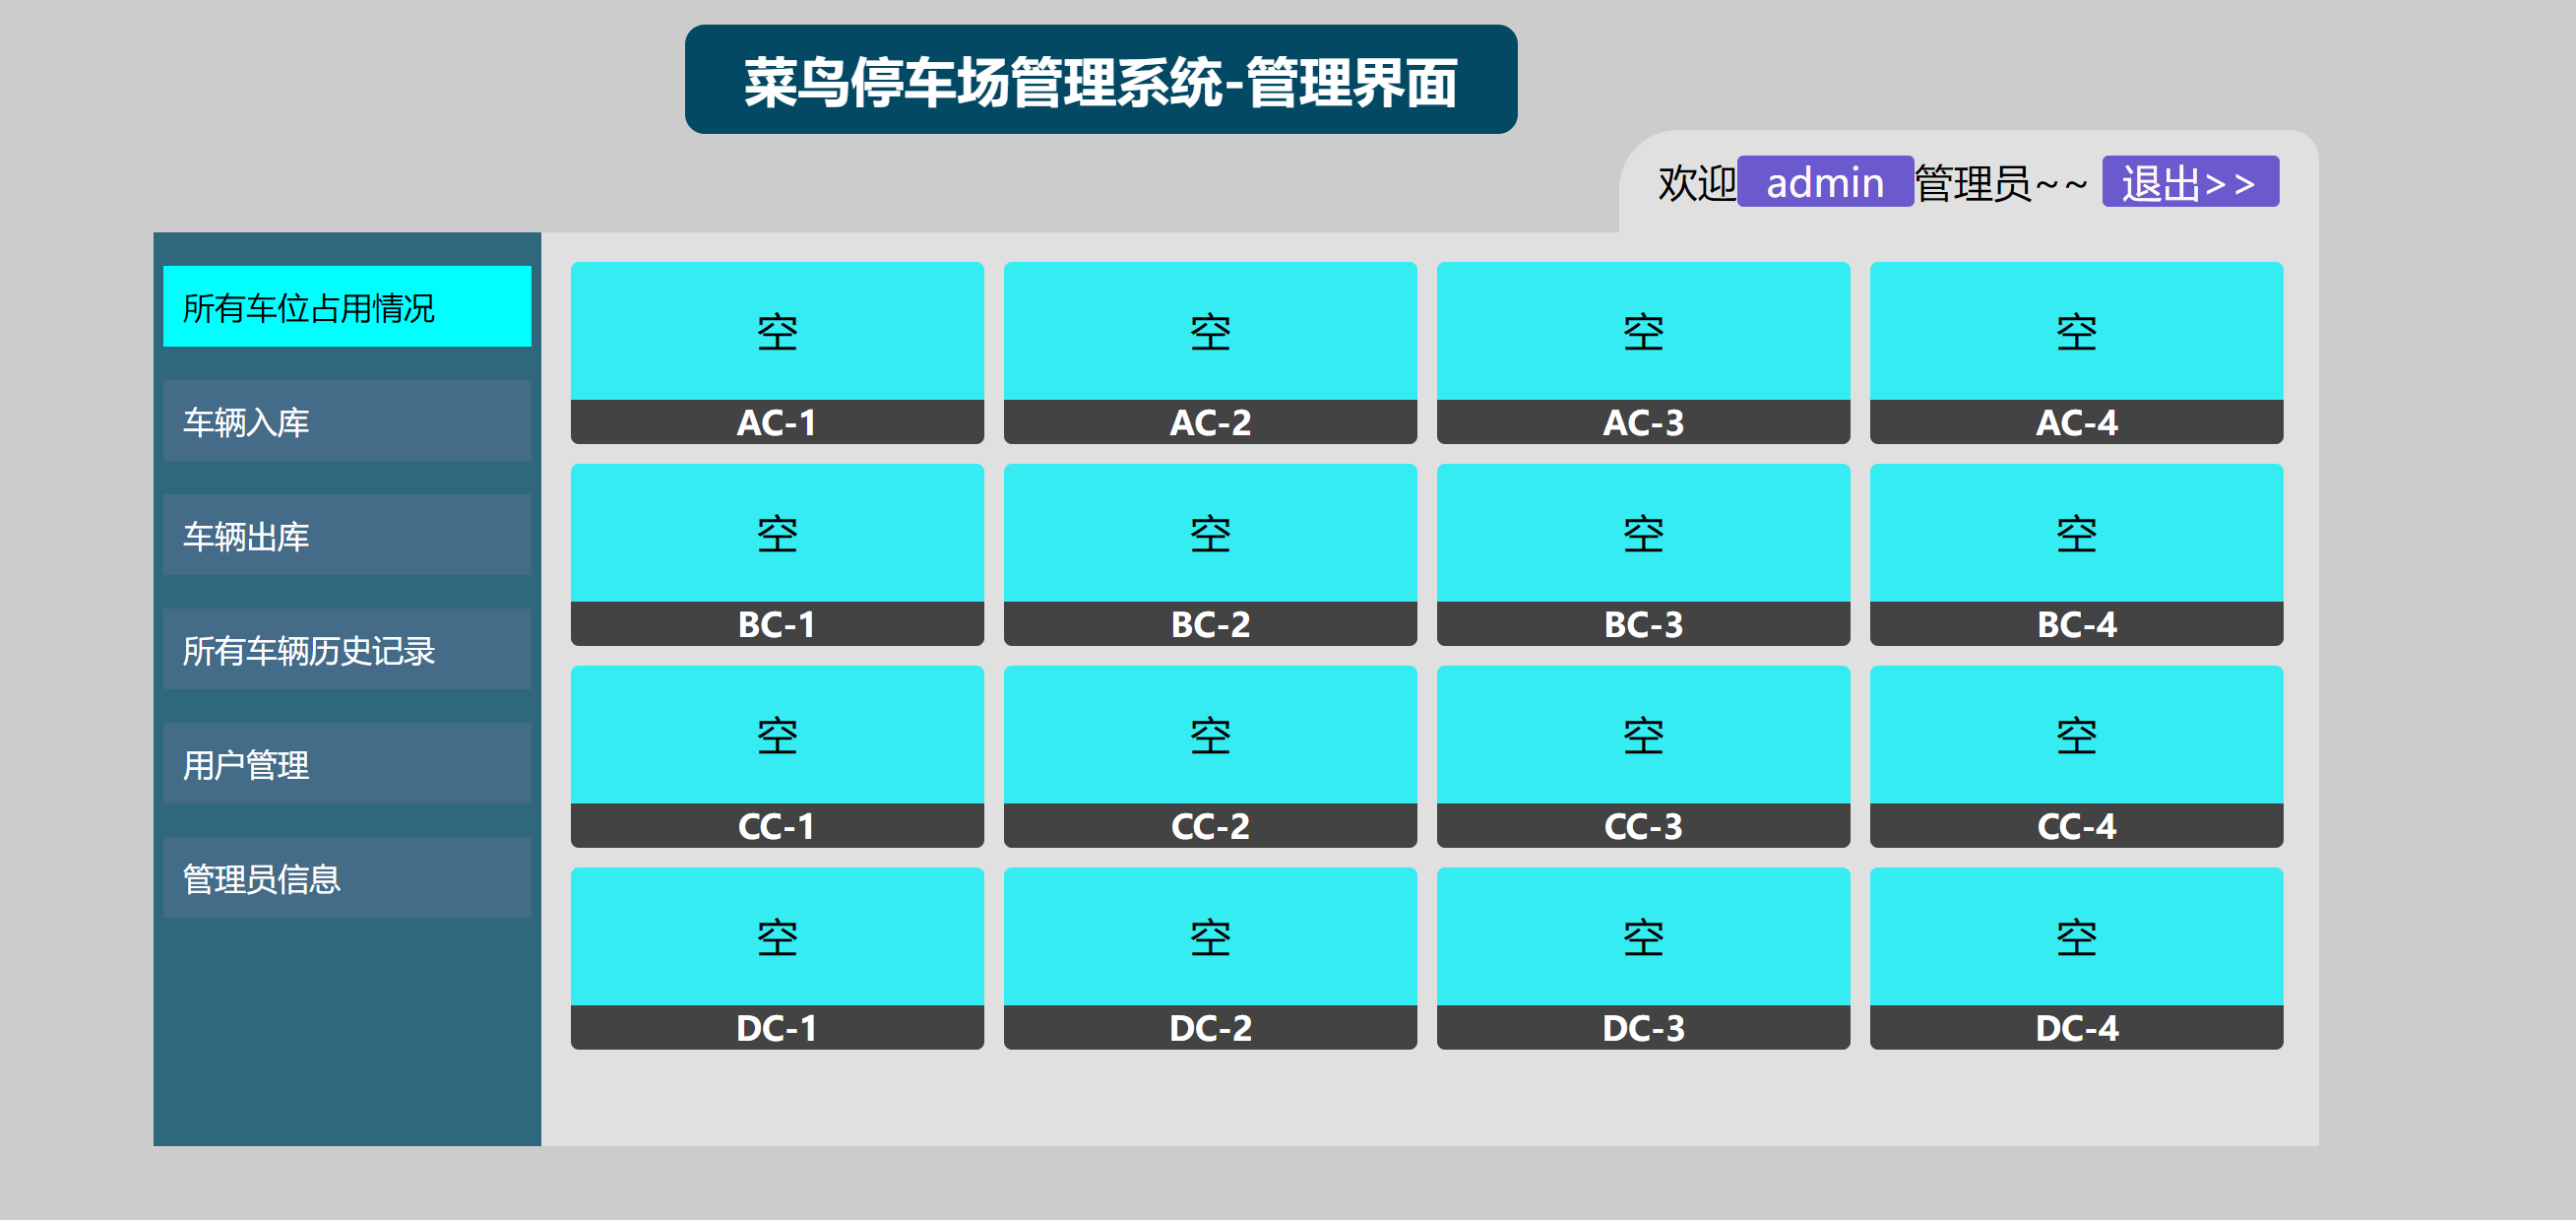 菜鸟停车场管理系统-管理界面
欢迎 admin 管理员~~ 退出>>
所有车位占用情况
车辆入库
车辆出库
所有车辆历史记录
用户管理
管理员信息
空 空 空 空
AC-1 AC-2 AC-3 AC-4
空 空 空 空
BC-1 BC-2 BC-3 BC-4
空 空 空 空
CC-1 CC-2 CC-3 CC-4
空 空 空 空
DC-1 DC-2 DC-3 DC-4